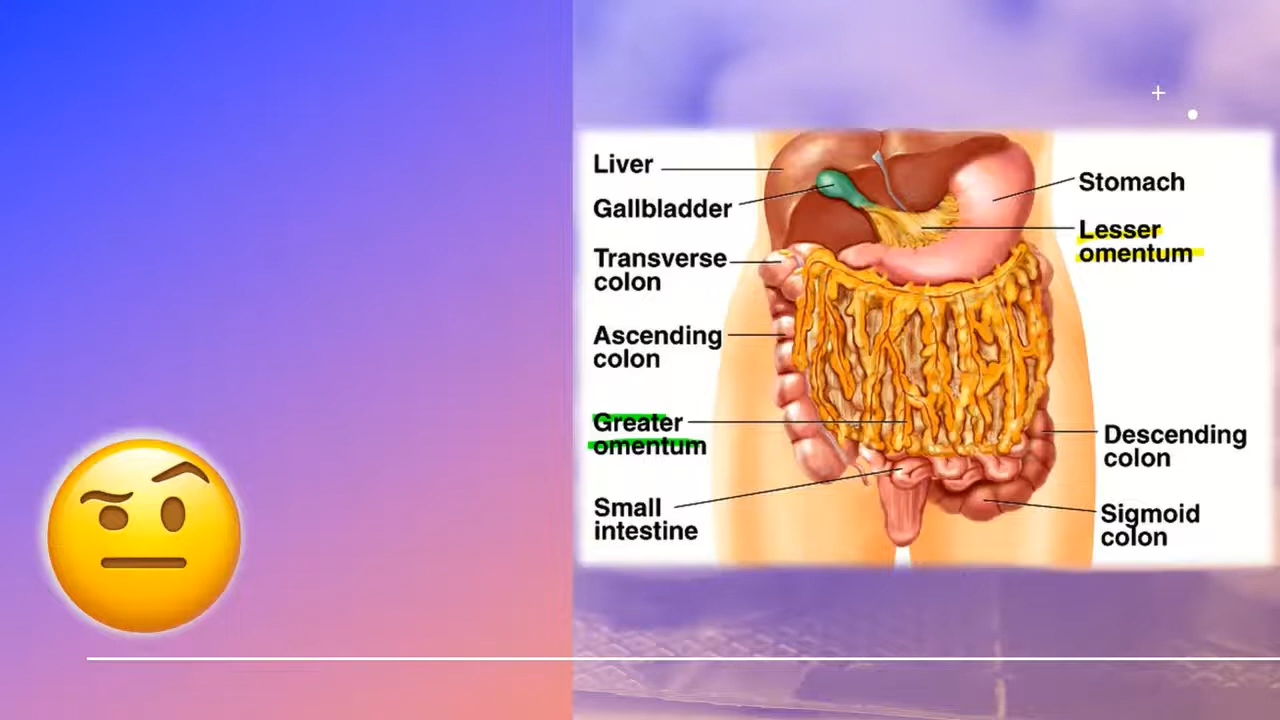 Liver
Gallbladder
Transverse
colon
Ascending
colon
Greater
omentum
Small
intestine
Stomach
Lesser
omentum
Descending
colon
Sigmoid
colon